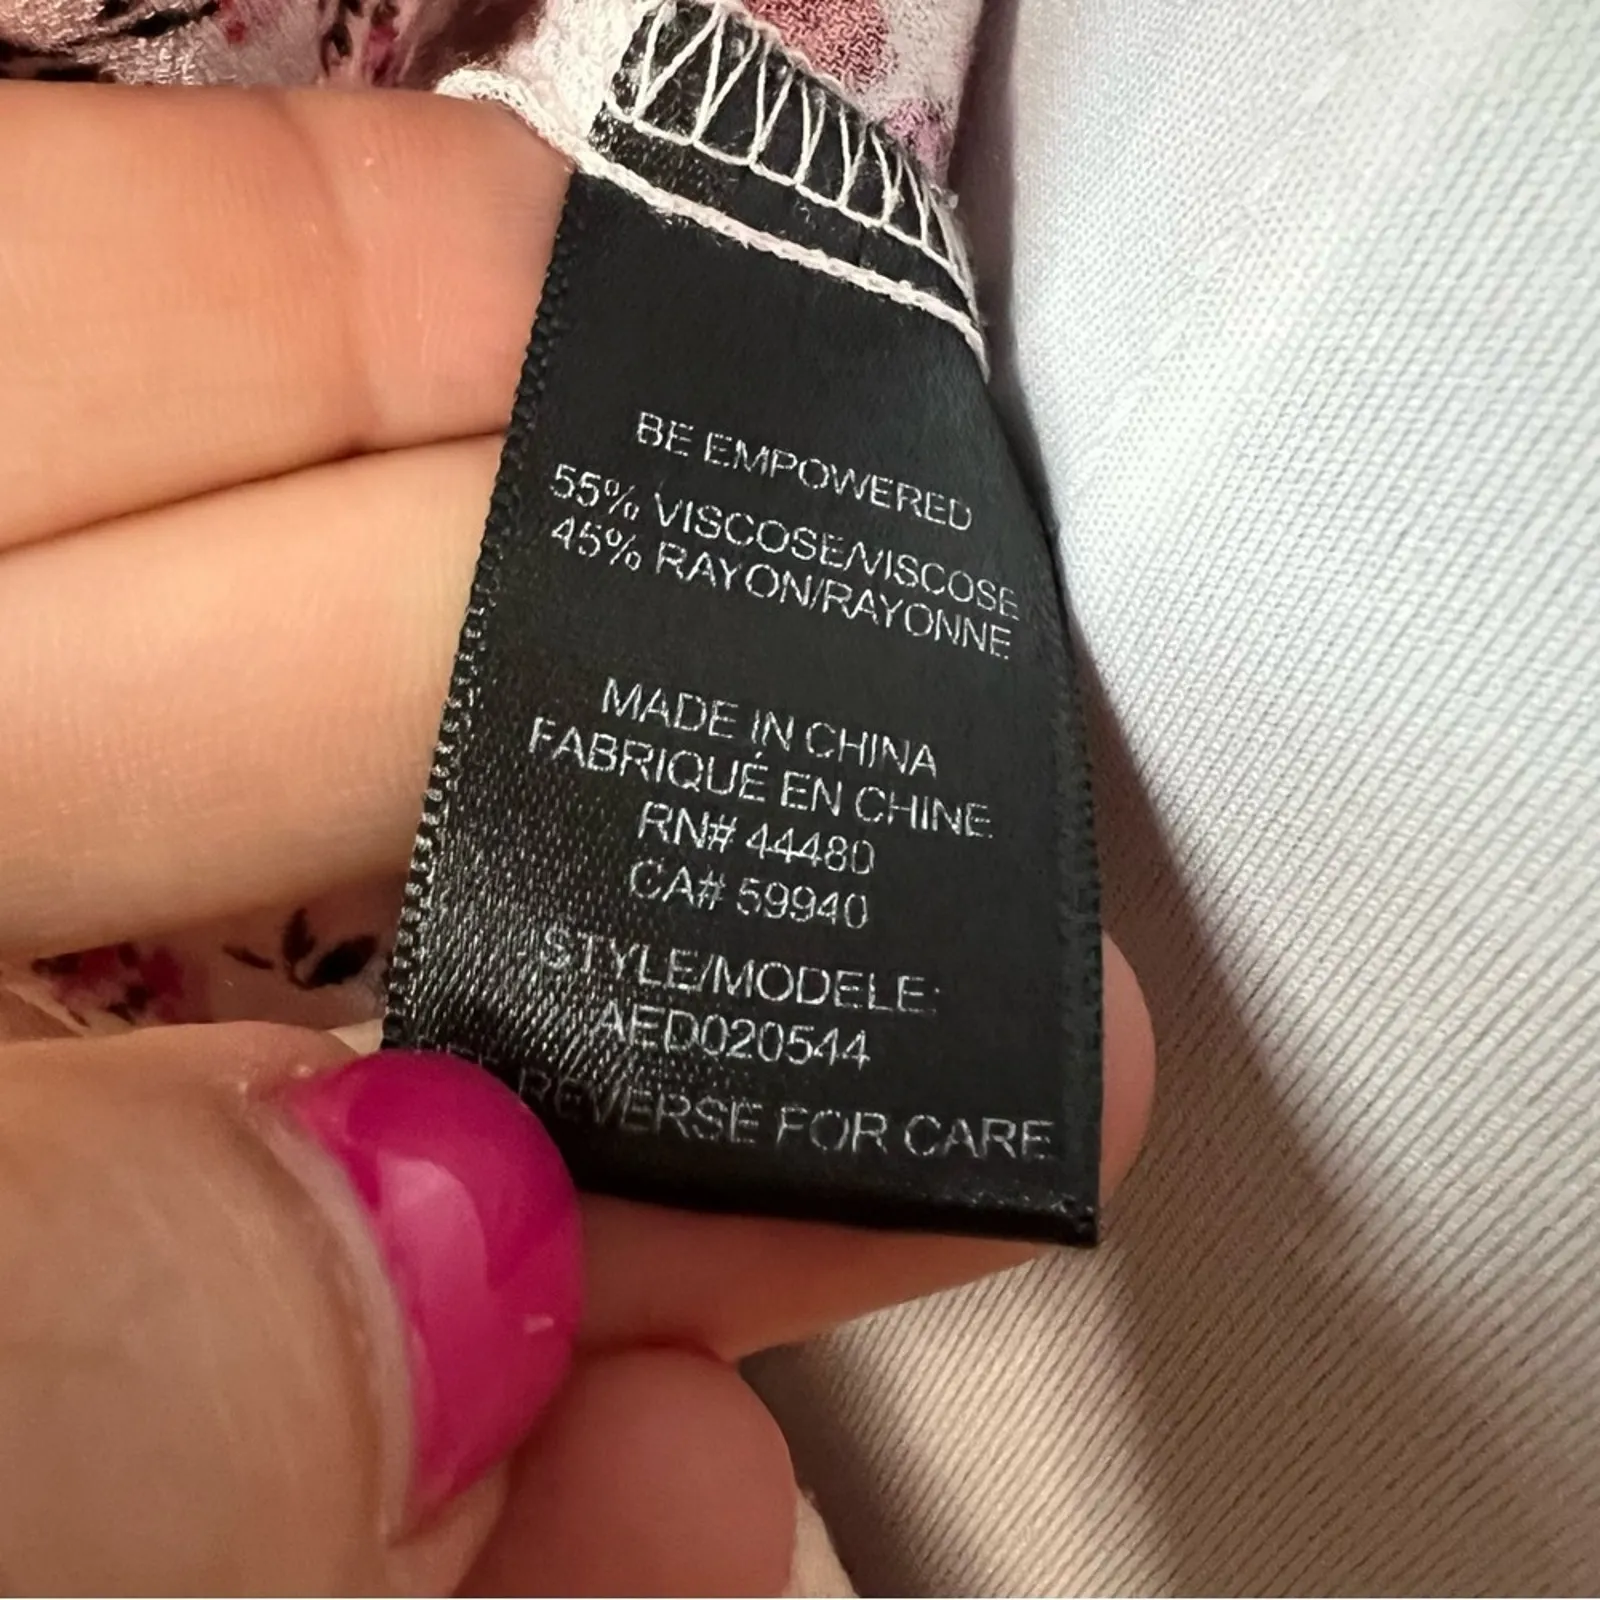 BE EMPOWERED
55% VISCOSE/VISCOSE
45% RAYON/RAYONNE
MADE IN CHINA
FABRIQUÉ EN CHINE
RN# 44480
CA# 59940
STYLE/MODELE:
AED020544
REVERSE FOR CARE